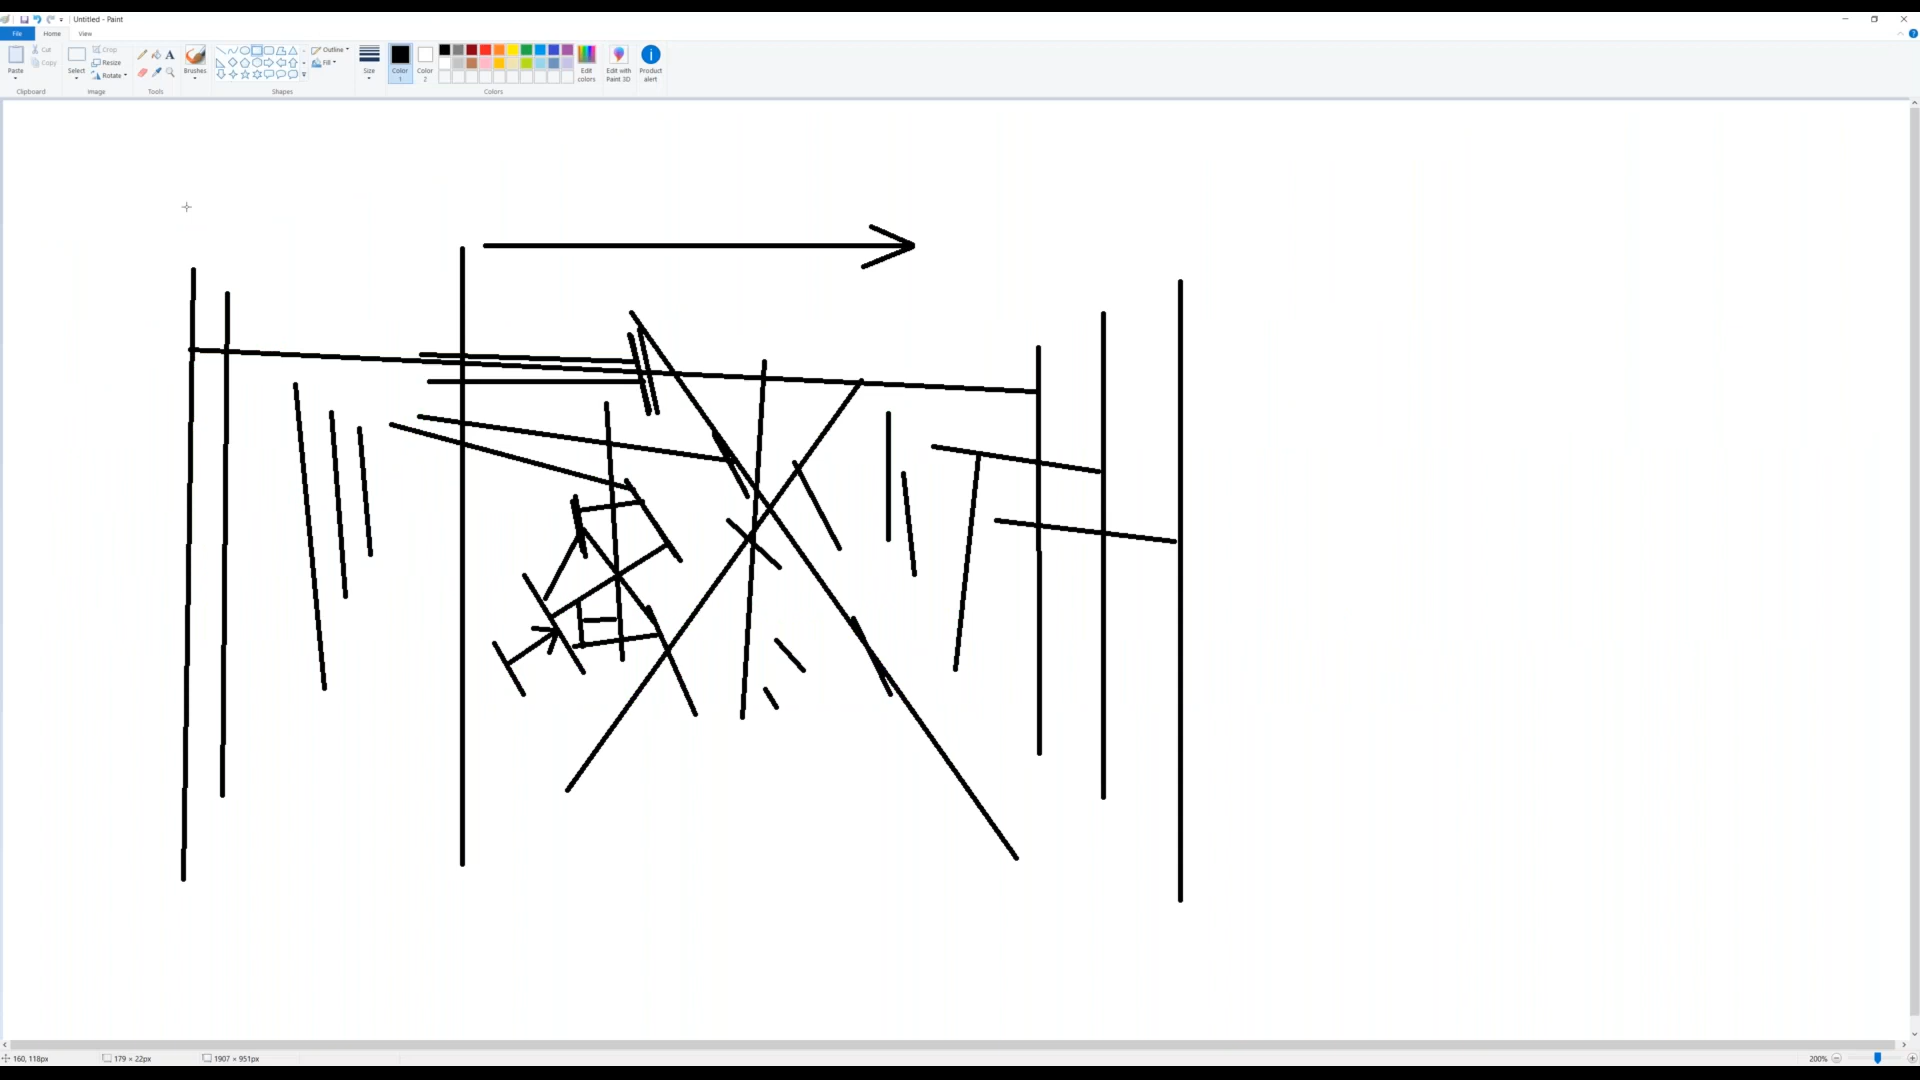 Untitled - Paint
File Home View
Paste
Cut
Copy
Clipboard
Select
Crop
Resize
Rotate
Image
Tools
Brushes
Outline
Fill
Shapes
Size
Color 1
Color 2
Edit colors
Colors
Edit with Paint 3D
Product alert
160, 118px 179 × 22px 1907 × 951px 200%